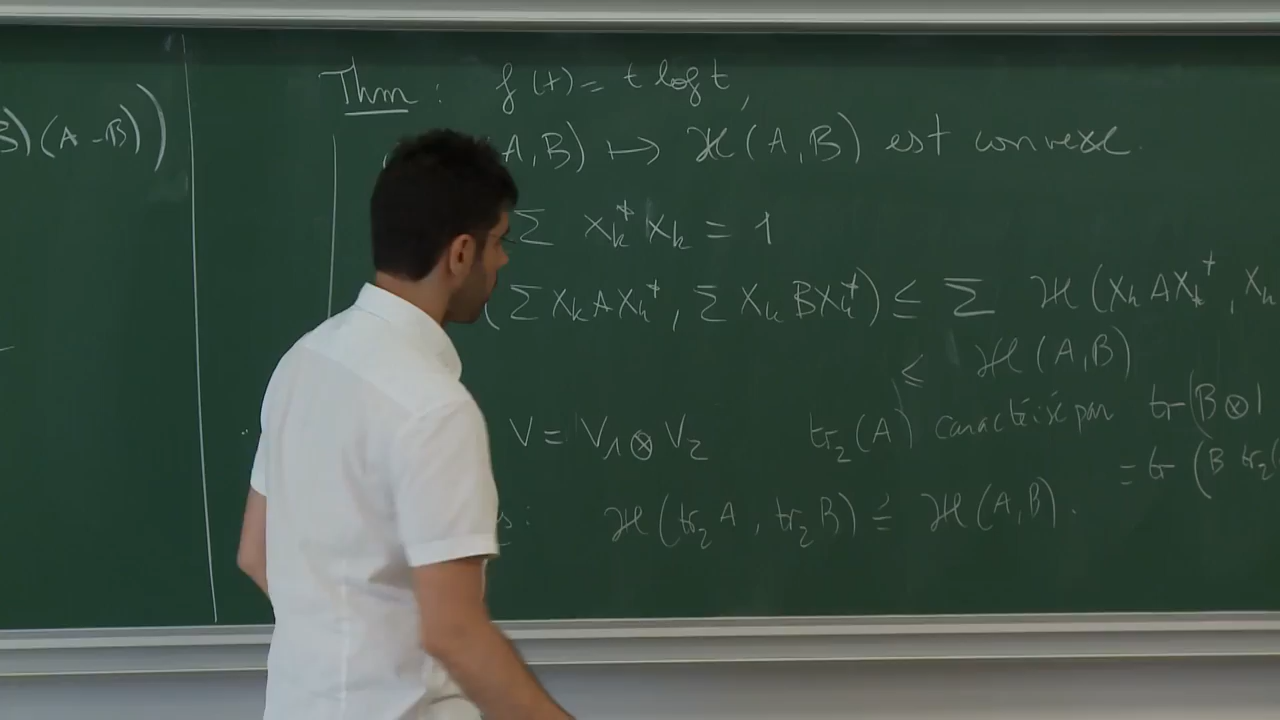 B)(A-B))
Thm : f(t) = t log t,
A,B) ↦ ℋ(A,B) est convexe.
∑ X_k^* X_k = 1
(∑ X_k A X_k^*, ∑ X_k B X_k^*) ≤ ∑ ℋ(X_k A X_k^*, X_k
≤ ℋ(A,B)
V = V_1 ⊗ V_2 tr_2(A) caractérisé par tr(B ⊗ 1
= tr (B tr_2(
s: ℋ(tr_2 A, tr_2 B) ≤ ℋ(A,B).